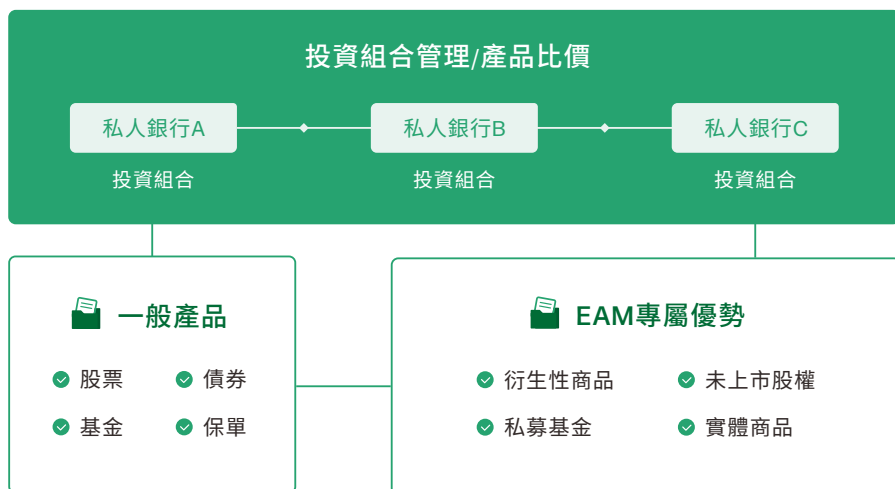 投資組合管理/產品比價
私人銀行A
私人銀行B
私人銀行C
投資組合
投資組合
投資組合
一般產品
股票
債券
基金
保單
EAM專屬優勢
衍生性商品
未上市股權
私募基金
實體商品